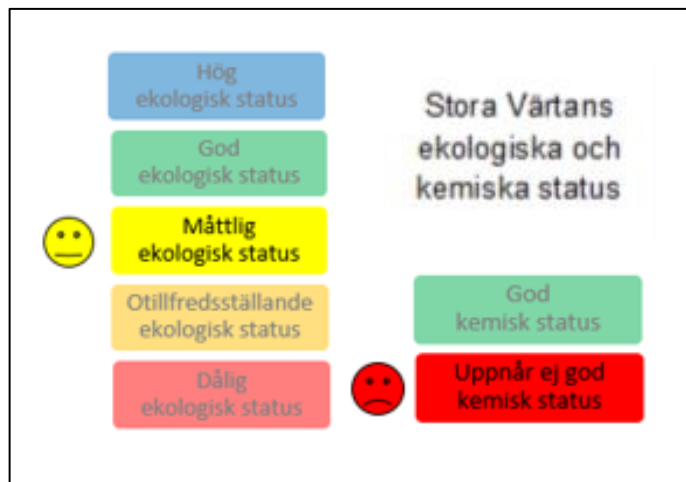 Hög
ekologisk status
God
ekologisk status
Måttlig
ekologisk status
Otillfredsställande
ekologisk status
Dålig
ekologisk status
Stora Värtans
ekologiska och
kemiska status
God
kemisk status
Uppnår ej god
kemisk status